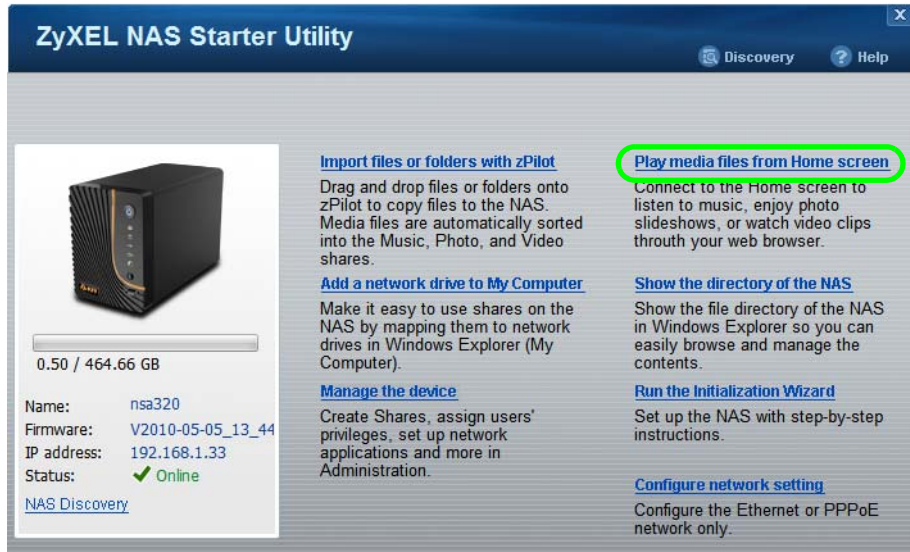 ZyXEL NAS Starter Utility
X
Discovery
Help
ZyXEL
0.50 / 464.66 GB
Name: nsa320
Firmware: V2010-05-05_13_44
IP address: 192.168.1.33
Status: Online
NAS Discovery
Import files or folders with zPilot
Drag and drop files or folders onto
zPilot to copy files to the NAS.
Media files are automatically sorted
into the Music, Photo, and Video
shares.
Add a network drive to My Computer
Make it easy to use shares on the
NAS by mapping them to network
drives in Windows Explorer (My
Computer).
Manage the device
Create Shares, assign users'
privileges, set up network
applications and more in
Administration.
Play media files from Home screen
Connect to the Home screen to
listen to music, enjoy photo
slideshows, or watch video clips
throuth your web browser.
Show the directory of the NAS
Show the file directory of the NAS
in Windows Explorer so you can
easily browse and manage the
contents.
Run the Initialization Wizard
Set up the NAS with step-by-step
instructions.
Configure network setting
Configure the Ethernet or PPPoE
network only.